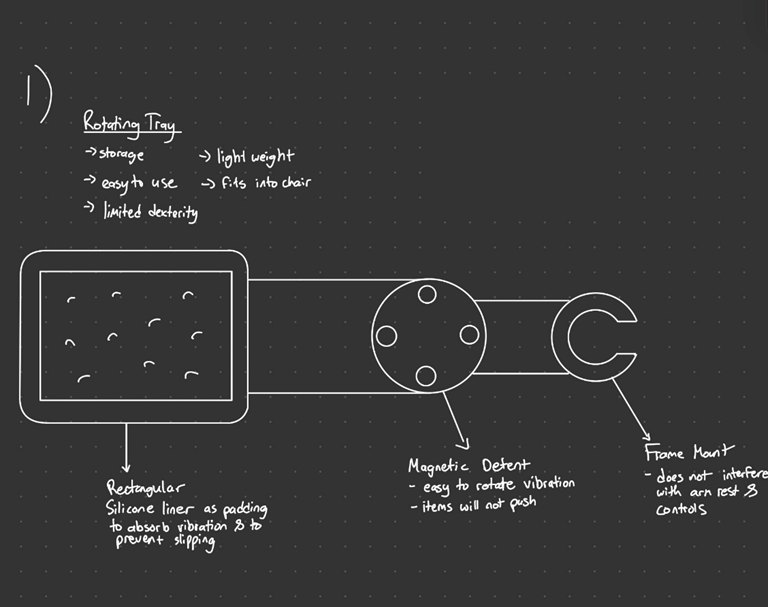 1)
Rotating Tray
→ storage → light weight
→ easy to use → fits into chair
→ limited dexterity
Rectangular
Silicone liner as padding
to absorb vibration & to
prevent slipping
Magnetic Detent
- easy to rotate vibration
- items will not push
Frame Mount
- does not interfere
with arm rest &
controls